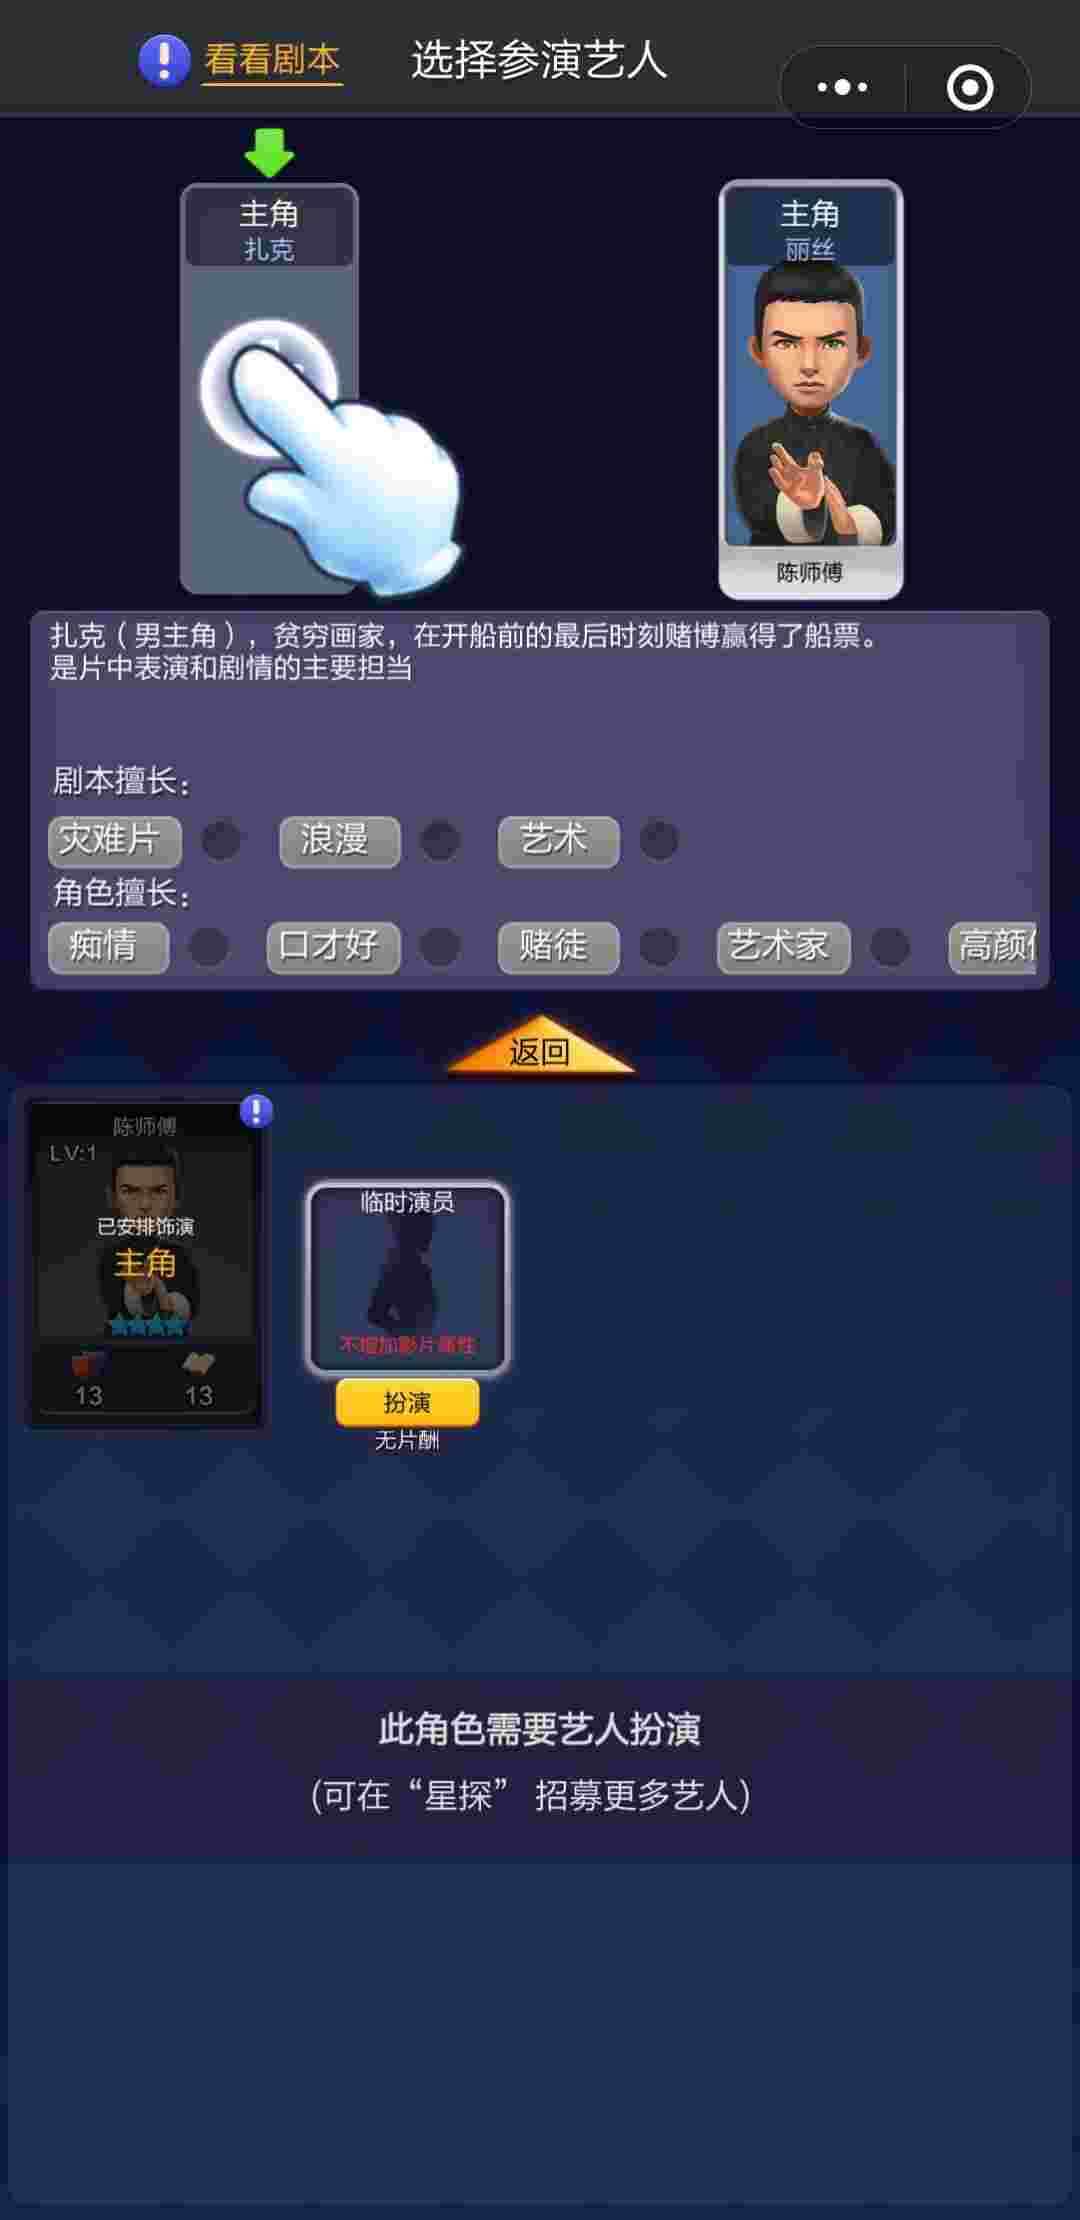 看看剧本
选择参演艺人
主角
扎克
主角
丽丝
陈师傅
扎克（男主角），贫穷画家，在开船前的最后时刻赌博赢得了船票。
是片中表演和剧情的主要担当
剧本擅长：
灾难片 浪漫 艺术
角色擅长：
痴情 口才好 赌徒 艺术家 高颜
返回
陈师傅
LV:1
已安排饰演
主角
13 13
临时演员
不增加影片属性
扮演
无片酬
此角色需要艺人扮演
(可在“星探” 招募更多艺人)